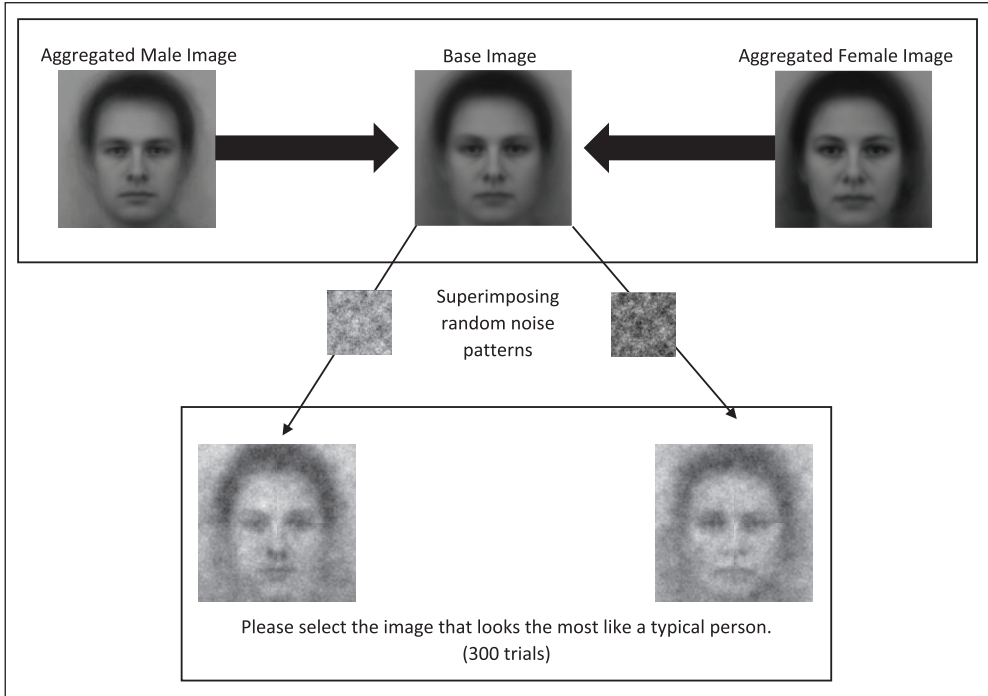 Aggregated Male Image
Base Image
Aggregated Female Image
Superimposing
random noise
patterns
Please select the image that looks the most like a typical person.
(300 trials)